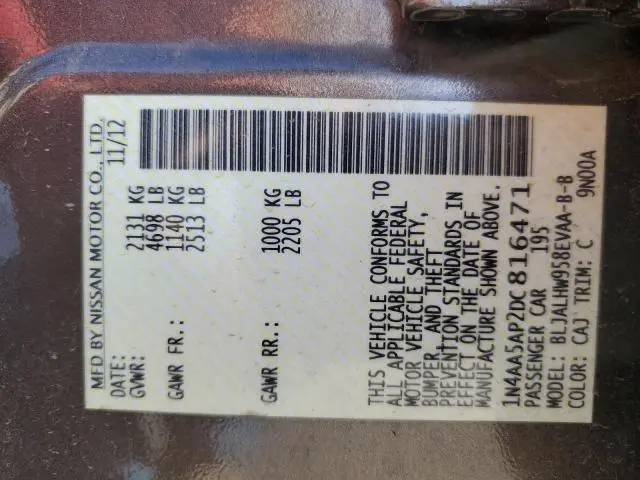 MFD BY NISSAN MOTOR CO., LTD.
DATE: 11/12
GVWR: 2131 KG
4698 LB
GAWR FR.: 1140 KG
2513 LB
GAWR RR.: 1000 KG
2205 LB
THIS VEHICLE CONFORMS TO
ALL APPLICABLE FEDERAL
MOTOR VEHICLE SAFETY,
BUMPER, AND THEFT
PREVENTION STANDARDS IN
EFFECT ON THE DATE OF
MANUFACTURE SHOWN ABOVE.
1N4AA5AP2DC816471
PASSENGER CAR 195
MODEL: BLJALHW958EVAA-B-B
COLOR: CAJ TRIM: C 9N00A